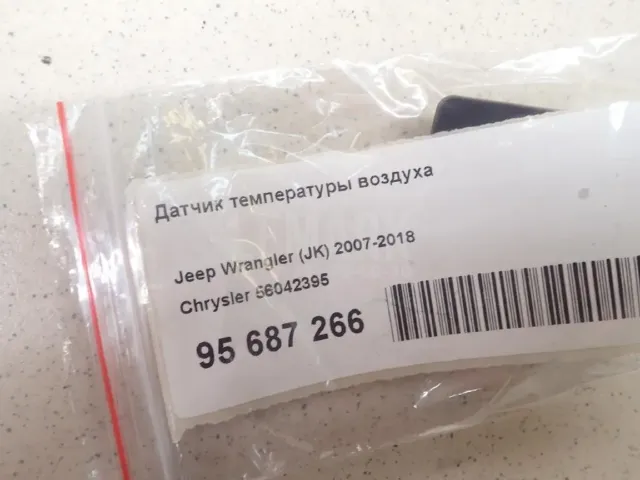 Датчик температуры воздуха
Jeep Wrangler (JK) 2007-2018
Chrysler 56042395
95 687 266